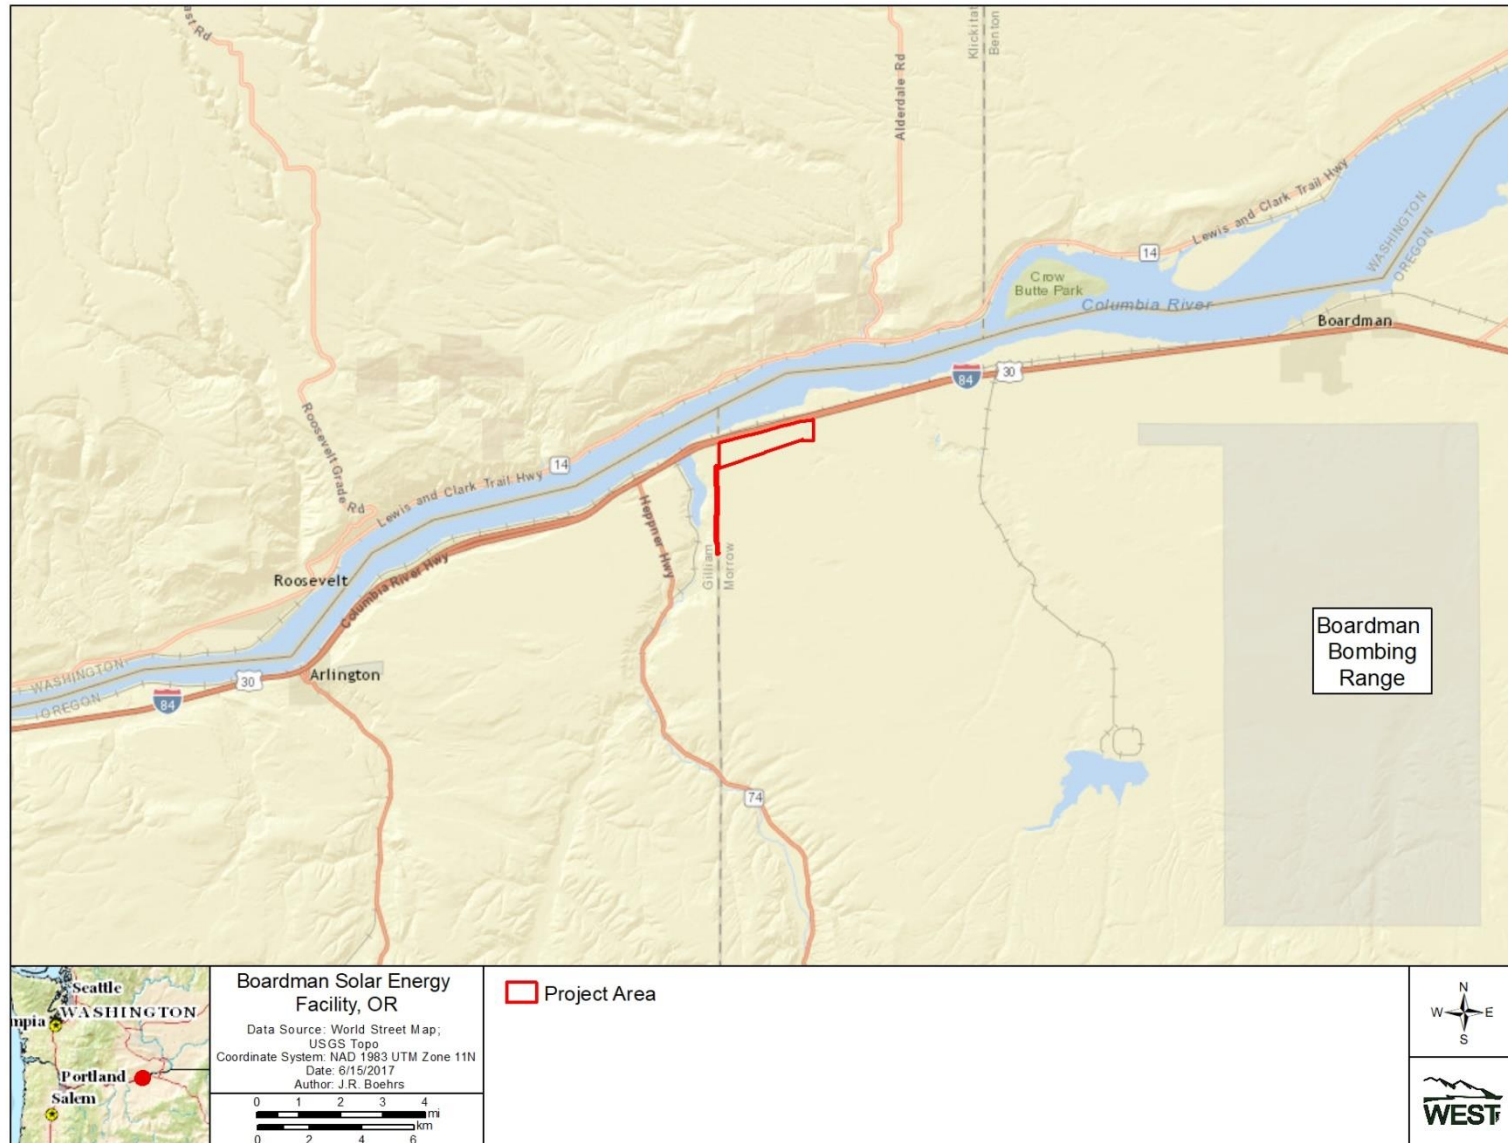 ast Rd
Klickitat
Benton
Alderdale Rd
Lewis and Clark Trail Hwy
14
WASHINGTON
OREGON
Crow
Butte Park
Columbia River
Boardman
84
30
Roosevelt Grade Rd
14
Lewis and Clark Trail Hwy
Heppner Hwy
Gilliam
Morrow
Roosevelt
Columbia River Hwy
Boardman
Bombing
Range
WASHINGTON
OREGON
30
84
Arlington
74
Seattle
mpia
WASHINGTON
Portland
Salem
Boardman Solar Energy
Facility, OR
Data Source: World Street Map;
USGS Topo
Coordinate System: NAD 1983 UTM Zone 11N
Date: 6/15/2017
Author: J.R. Boehrs
0 1 2 3 4
mi
km
0 2 4 6
Project Area
N
W E
S
WEST